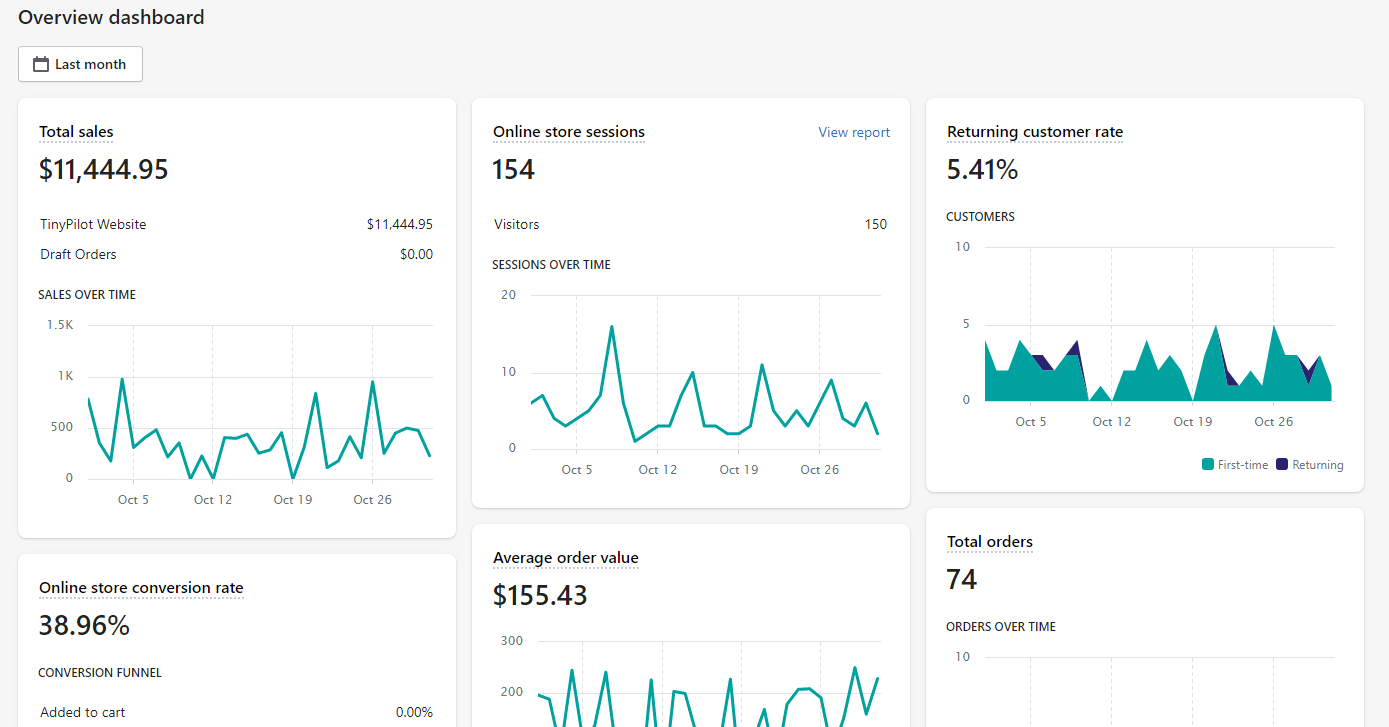 Overview dashboard
Last month
Total sales
$11,444.95
TinyPilot Website $11,444.95
Draft Orders $0.00
SALES OVER TIME
1.5K
1K
500
0
Oct 5 Oct 12 Oct 19 Oct 26
Online store conversion rate
38.96%
CONVERSION FUNNEL
Added to cart 0.00%
Online store sessions View report
154
Visitors 150
SESSIONS OVER TIME
20
10
0
Oct 5 Oct 12 Oct 19 Oct 26
Average order value
$155.43
300
200
Returning customer rate
5.41%
CUSTOMERS
10
5
0
Oct 5 Oct 12 Oct 19 Oct 26
First-time Returning
Total orders
74
ORDERS OVER TIME
10